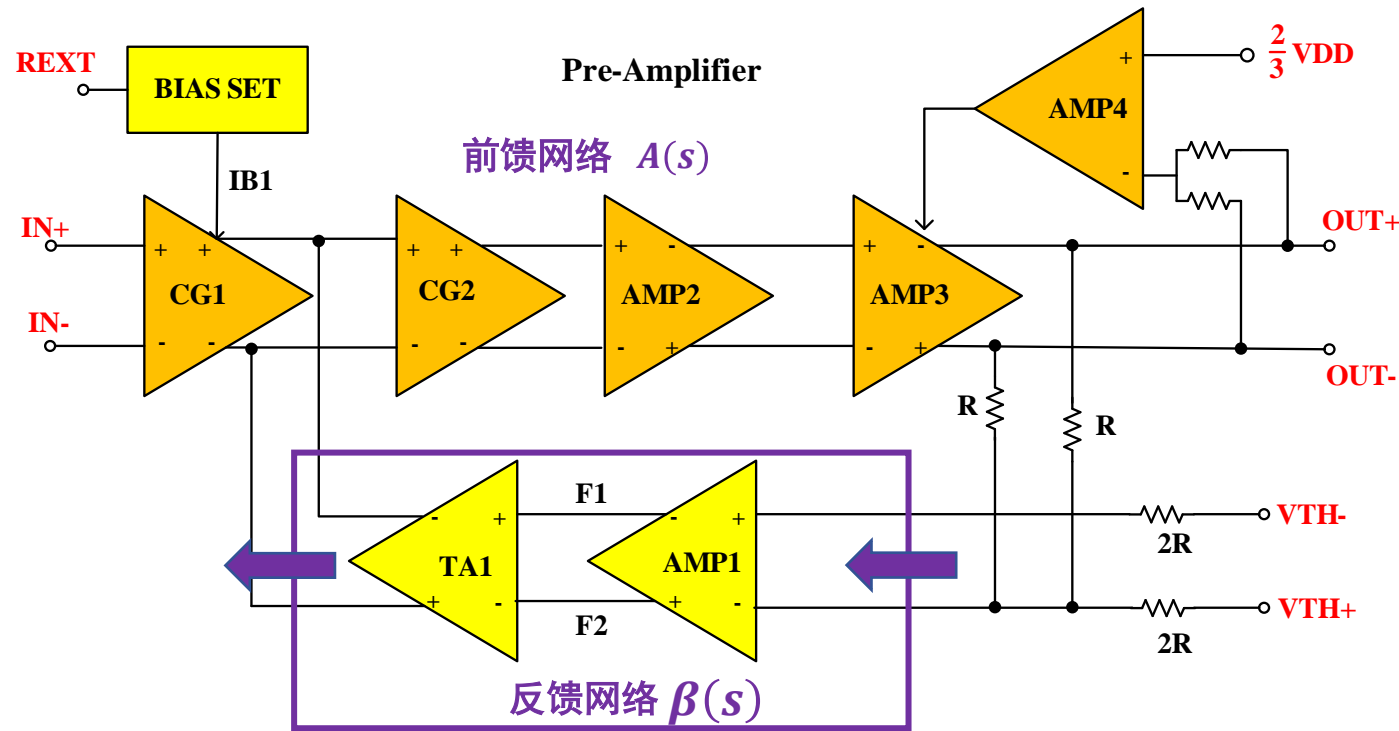 REXT
BIAS SET
Pre-Amplifier
2/3 VDD
AMP4
+
-
前馈网络 A(s)
IB1
IN+
IN-
+ +
CG1
- -
+ +
CG2
- -
+ -
AMP2
- +
+ -
AMP3
- +
OUT+
OUT-
R
R
F1
- +
TA1
+ -
F2
- +
AMP1
+ -
VTH-
2R
VTH+
2R
反馈网络 β(s)